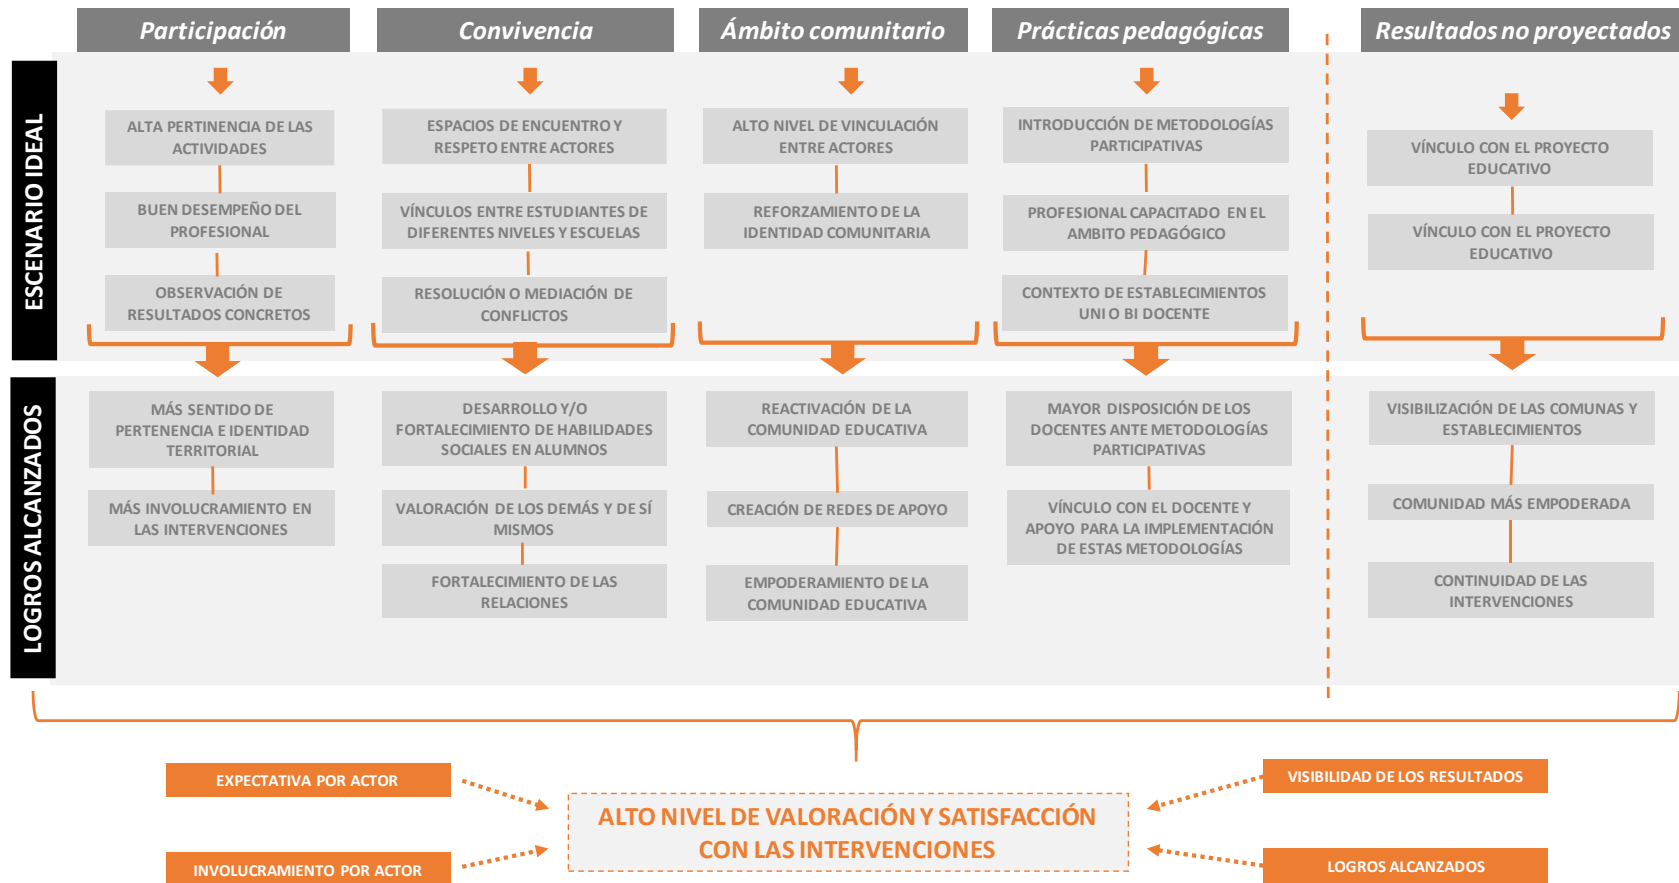 Participación
Convivencia
Ámbito comunitario
Prácticas pedagógicas
Resultados no proyectados
ESCENARIO IDEAL
ALTA PERTINENCIA DE LAS
ACTIVIDADES
BUEN DESEMPEÑO DEL
PROFESIONAL
OBSERVACIÓN DE
RESULTADOS CONCRETOS
ESPACIOS DE ENCUENTRO Y
RESPETO ENTRE ACTORES
VÍNCULOS ENTRE ESTUDIANTES DE
DIFERENTES NIVELES Y ESCUELAS
RESOLUCIÓN O MEDIACIÓN DE
CONFLICTOS
ALTO NIVEL DE VINCULACIÓN
ENTRE ACTORES
REFORZAMIENTO DE LA
IDENTIDAD COMUNITARIA
INTRODUCCIÓN DE METODOLOGÍAS
PARTICIPATIVAS
PROFESIONAL CAPACITADO EN EL
AMBITO PEDAGÓGICO
CONTEXTO DE ESTABLECIMIENTOS
UNI O BI DOCENTE
VÍNCULO CON EL PROYECTO
EDUCATIVO
VÍNCULO CON EL PROYECTO
EDUCATIVO
LOGROS ALCANZADOS
MÁS SENTIDO DE
PERTENENCIA E IDENTIDAD
TERRITORIAL
MÁS INVOLUCRAMIENTO EN
LAS INTERVENCIONES
DESARROLLO Y/O
FORTALECIMIENTO DE HABILIDADES
SOCIALES EN ALUMNOS
VALORACIÓN DE LOS DEMÁS Y DE SÍ
MISMOS
FORTALECIMIENTO DE LAS
RELACIONES
REACTIVACIÓN DE LA
COMUNIDAD EDUCATIVA
CREACIÓN DE REDES DE APOYO
EMPODERAMIENTO DE LA
COMUNIDAD EDUCATIVA
MAYOR DISPOSICIÓN DE LOS
DOCENTES ANTE METODOLOGÍAS
PARTICIPATIVAS
VÍNCULO CON EL DOCENTE Y
APOYO PARA LA IMPLEMENTACIÓN
DE ESTAS METODOLOGÍAS
VISIBILIZACIÓN DE LAS COMUNAS Y
ESTABLECIMIENTOS
COMUNIDAD MÁS EMPODERADA
CONTINUIDAD DE LAS
INTERVENCIONES
EXPECTATIVA POR ACTOR
INVOLUCRAMIENTO POR ACTOR
ALTO NIVEL DE VALORACIÓN Y SATISFACCIÓN
CON LAS INTERVENCIONES
VISIBILIDAD DE LOS RESULTADOS
LOGROS ALCANZADOS